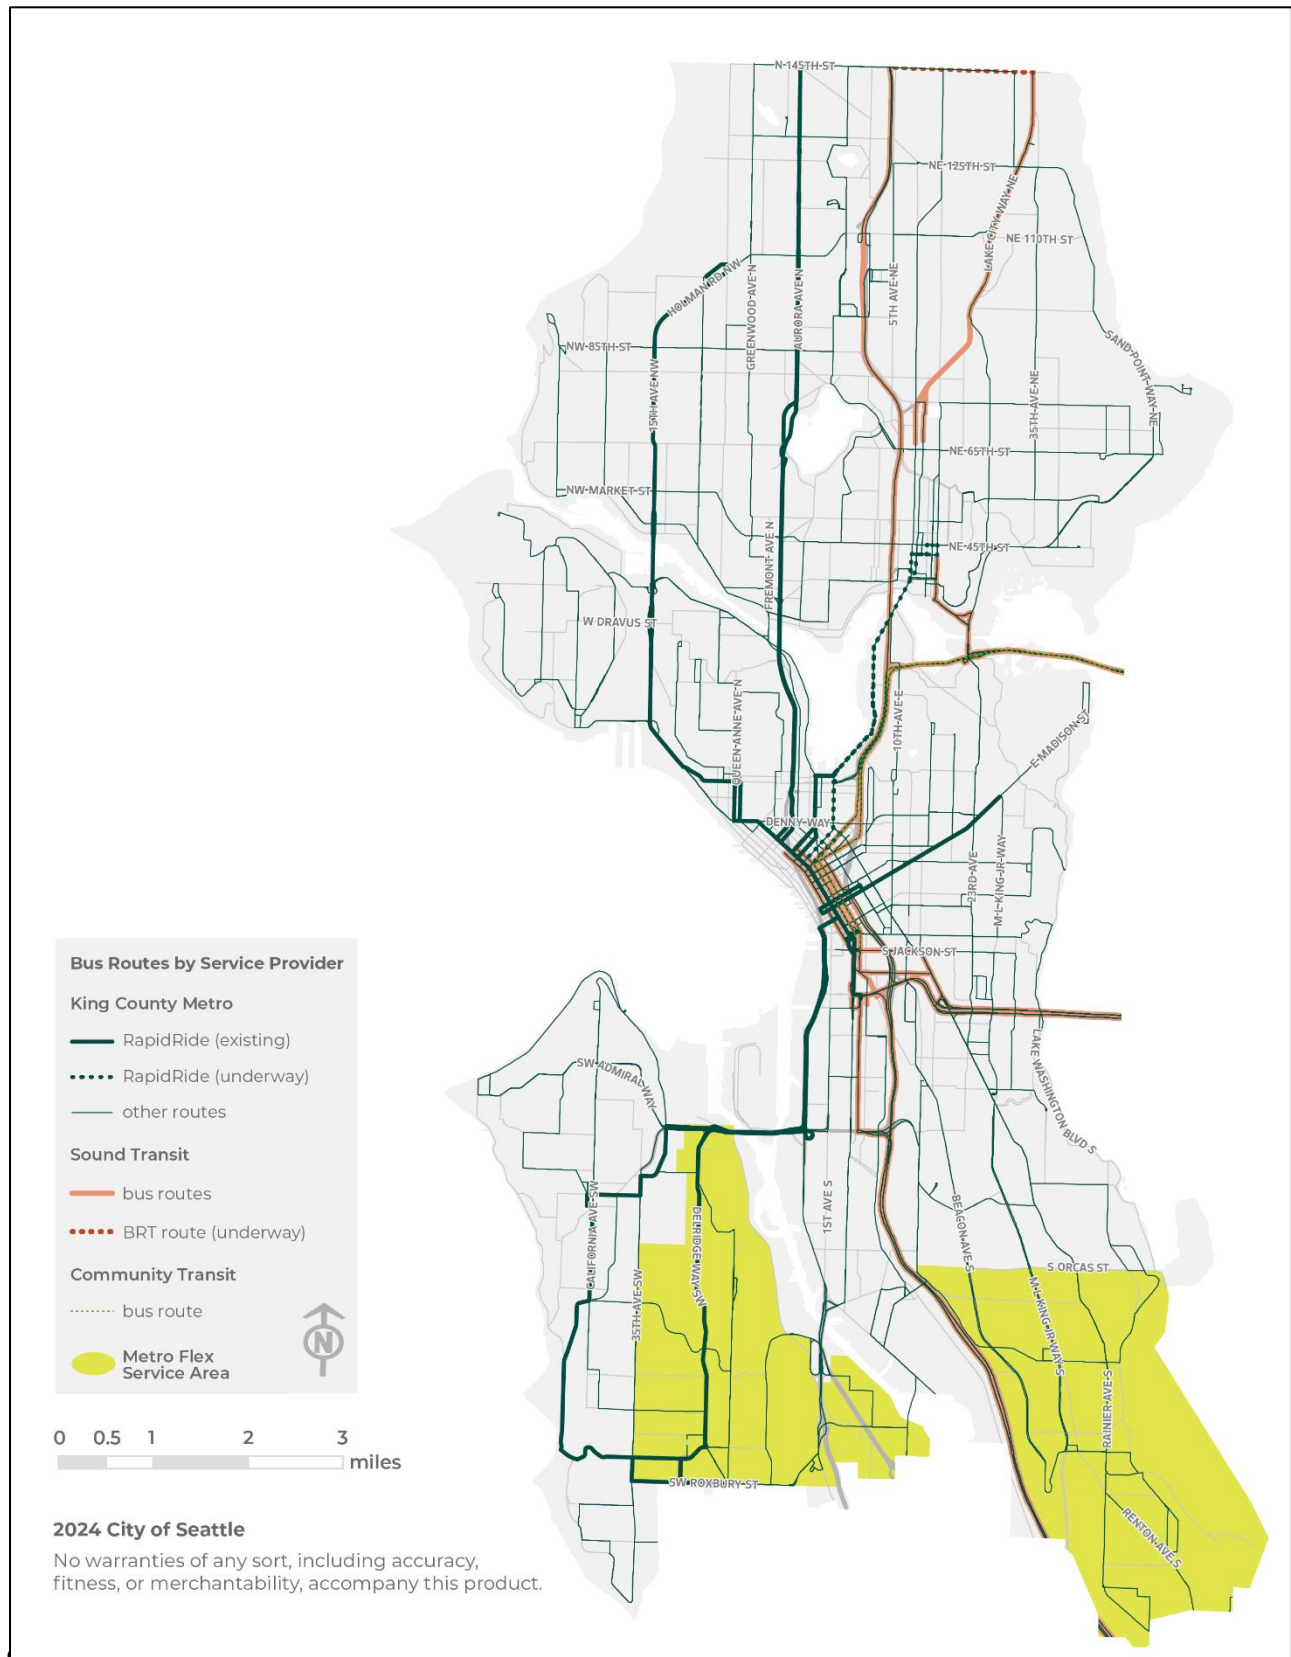 N 145TH ST
NE 125TH ST
LAKE CITY WAY NE
NE 110TH ST
HOLMAN RD NW
GREENWOOD AVE N
AURORA AVE N
5TH AVE NE
NW 85TH ST
SAND POINT WAY NE
15TH AVE NW
35TH AVE NE
NE 65TH ST
NW MARKET ST
NE 45TH ST
FREMONT AVE N
W DRAVUS ST
QUEEN ANNE AVE N
10TH AVE E
E MADISON ST
DENNY WAY
23RD AVE
M L KING JR WAY
S JACKSON ST
LAKE WASHINGTON BLVD S
SW ADMIRAL WAY
CALIFORNIA AVE SW
35TH AVE SW
DELRIDGE WAY SW
1ST AVE S
BEACON AVE S
S ORCAS ST
M L KING JR WAY S
RAINIER AVE S
RENTON AVE S
SW ROXBURY ST
Bus Routes by Service Provider
King County Metro
RapidRide (existing)
RapidRide (underway)
other routes
Sound Transit
bus routes
BRT route (underway)
Community Transit
bus route
Metro Flex
Service Area
N
0 0.5 1 2 3
miles
2024 City of Seattle
No warranties of any sort, including accuracy,
fitness, or merchantability, accompany this product.